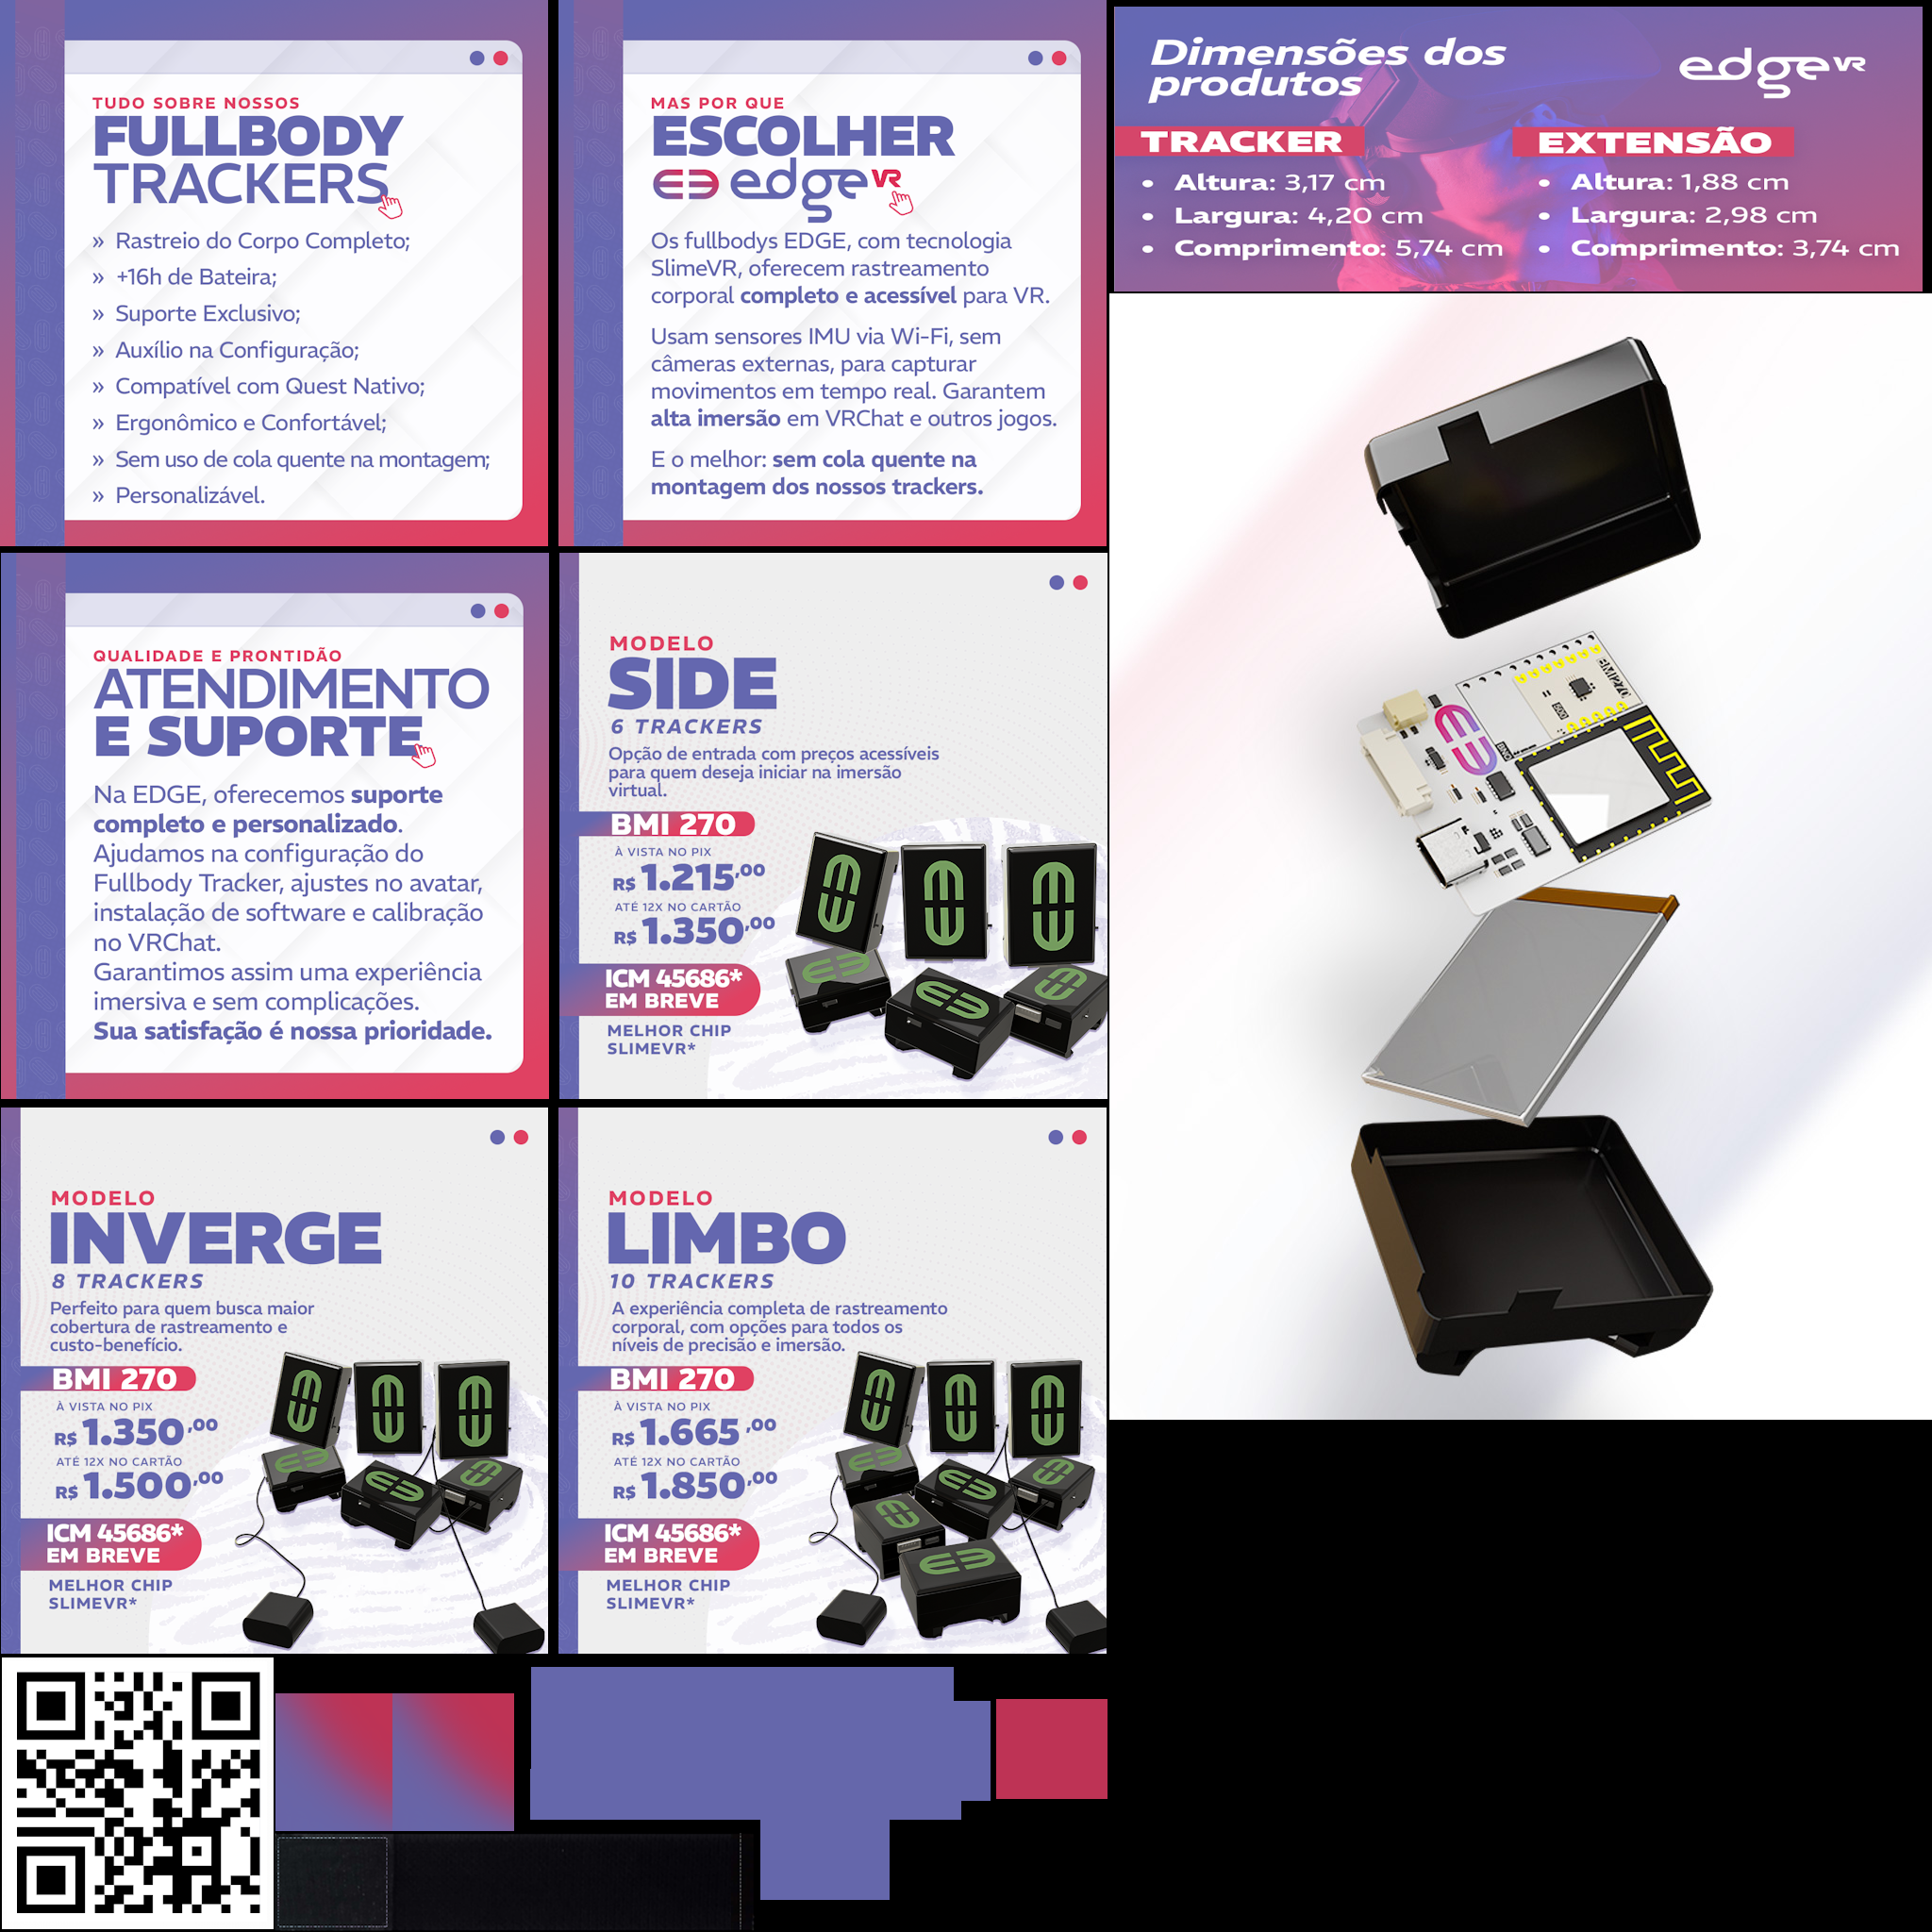 TUDO SOBRE NOSSOS
FULLBODY
TRACKERS
» Rastreio do Corpo Completo;
» +16h de Bateira;
» Suporte Exclusivo;
» Auxílio na Configuração;
» Compatível com Quest Nativo;
» Ergonômico e Confortável;
» Sem uso de cola quente na montagem;
» Personalizável.
MAS POR QUE
ESCOLHER
edge VR
Os fullbodys EDGE, com tecnologia
SlimeVR, oferecem rastreamento
corporal completo e acessível para VR.
Usam sensores IMU via Wi-Fi, sem
câmeras externas, para capturar
movimentos em tempo real. Garantem
alta imersão em VRChat e outros jogos.
E o melhor: sem cola quente na
montagem dos nossos trackers.
Dimensões dos
produtos
edge VR
TRACKER
• Altura: 3,17 cm
• Largura: 4,20 cm
• Comprimento: 5,74 cm
EXTENSÃO
• Altura: 1,88 cm
• Largura: 2,98 cm
• Comprimento: 3,74 cm
QUALIDADE E PRONTIDÃO
ATENDIMENTO
E SUPORTE
Na EDGE, oferecemos suporte
completo e personalizado.
Ajudamos na configuração do
Fullbody Tracker, ajustes no avatar,
instalação de software e calibração
no VRChat.
Garantimos assim uma experiência
imersiva e sem complicações.
Sua satisfação é nossa prioridade.
MODELO
SIDE
6 TRACKERS
Opção de entrada com preços acessíveis
para quem deseja iniciar na imersão
virtual.
BMI 270
À VISTA NO PIX
R$ 1.215,00
ATÉ 12X NO CARTÃO
R$ 1.350,00
ICM 45686*
EM BREVE
MELHOR CHIP
SLIMEVR*
MODELO
INVERGE
8 TRACKERS
Perfeito para quem busca maior
cobertura de rastreamento e
custo-benefício.
BMI 270
À VISTA NO PIX
R$ 1.350,00
ATÉ 12X NO CARTÃO
R$ 1.500,00
ICM 45686*
EM BREVE
MELHOR CHIP
SLIMEVR*
MODELO
LIMBO
10 TRACKERS
A experiência completa de rastreamento
corporal, com opções para todos os
níveis de precisão e imersão.
BMI 270
À VISTA NO PIX
R$ 1.665,00
ATÉ 12X NO CARTÃO
R$ 1.850,00
ICM 45686*
EM BREVE
MELHOR CHIP
SLIMEVR*